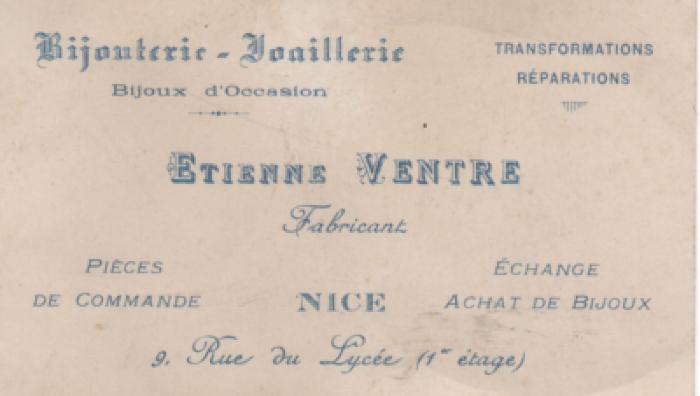 Bijouterie - Joaillerie
Bijoux d'Occasion
TRANSFORMATIONS
RÉPARATIONS
ETIENNE VENTRE
Fabricant
PIÈCES
DE COMMANDE
NICE
ÉCHANGE
ACHAT DE BIJOUX
9, Rue du Lycée (1er étage)